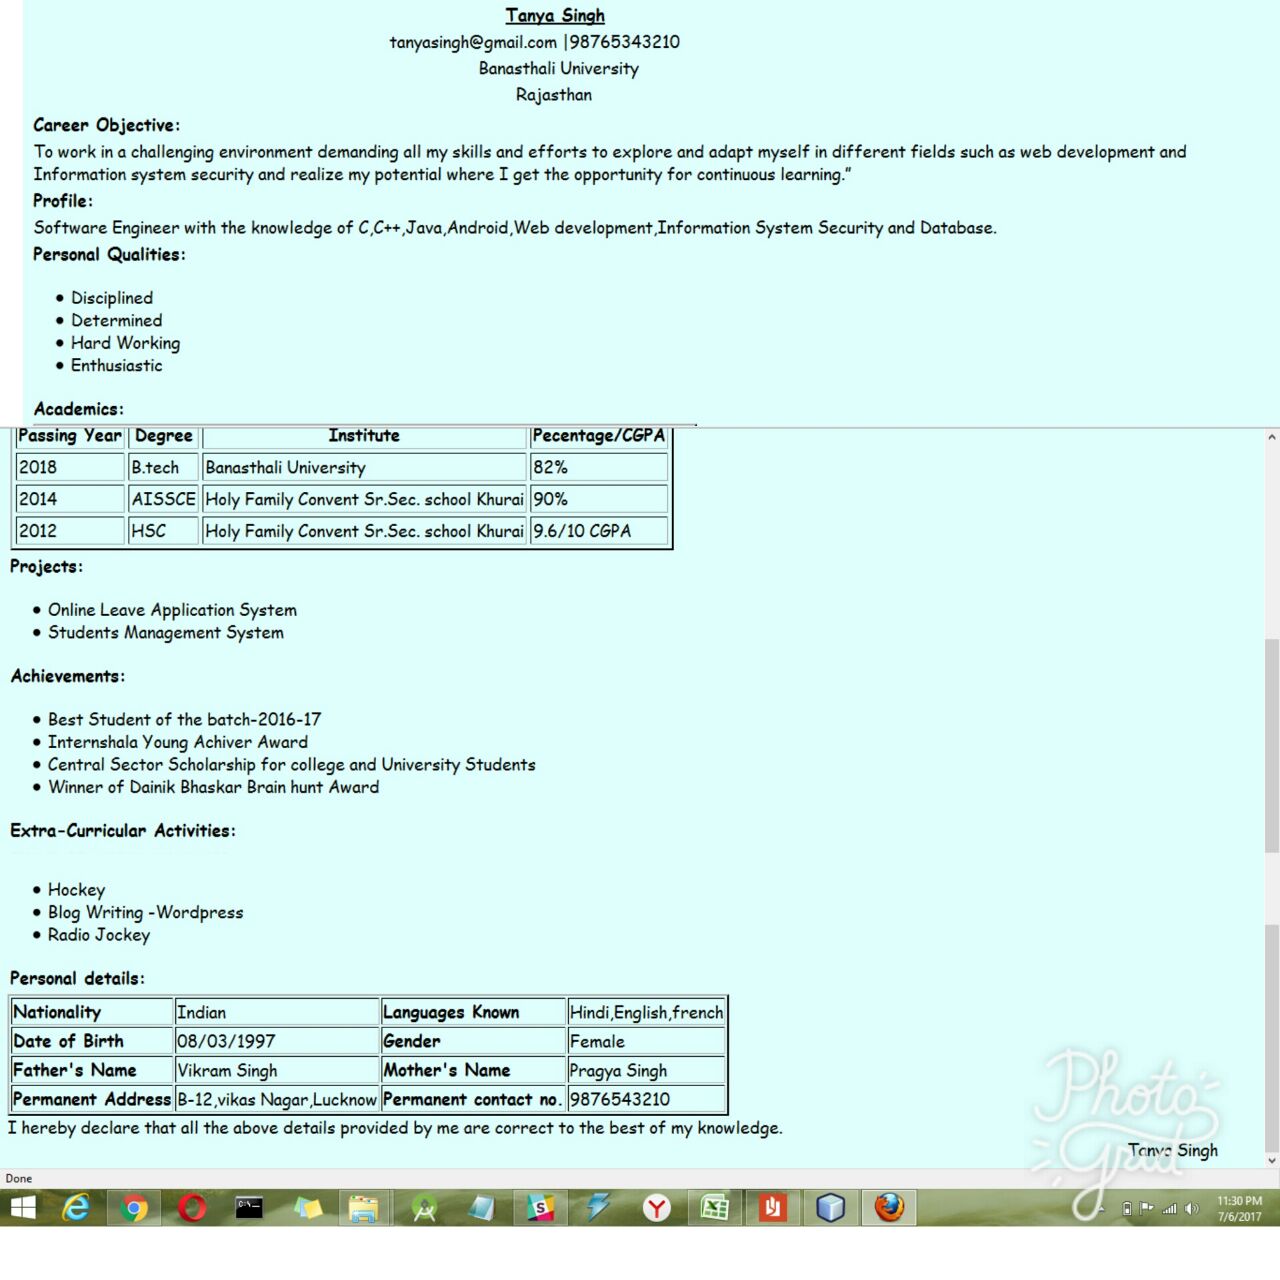 Tanya Singh
tanyasingh@gmail.com |98765343210
Banasthali University
Rajasthan
Career Objective:
To work in a challenging environment demanding all my skills and efforts to explore and adapt myself in different fields such as web development and
Information system security and realize my potential where I get the opportunity for continuous learning."
Profile:
Software Engineer with the knowledge of C,C++,Java,Android,Web development,Information System Security and Database.
Personal Qualities:
• Disciplined
• Determined
• Hard Working
• Enthusiastic
Academics:
Passing Year Degree Institute Pecentage/CGPA
2018 B.tech Banasthali University 82%
2014 AISSCE Holy Family Convent Sr.Sec. school Khurai 90%
2012 HSC Holy Family Convent Sr.Sec. school Khurai 9.6/10 CGPA
Projects:
• Online Leave Application System
• Students Management System
Achievements:
• Best Student of the batch-2016-17
• Internshala Young Achiver Award
• Central Sector Scholarship for college and University Students
• Winner of Dainik Bhaskar Brain hunt Award
Extra-Curricular Activities:
• Hockey
• Blog Writing -Wordpress
• Radio Jockey
Personal details:
Nationality Indian Languages Known Hindi,English,french
Date of Birth 08/03/1997 Gender Female
Father's Name Vikram Singh Mother's Name Pragya Singh
Permanent Address B-12,vikas Nagar,Lucknow Permanent contact no. 9876543210
I hereby declare that all the above details provided by me are correct to the best of my knowledge.
Tanya Singh
Photo
Grid
Done
11:30 PM
7/6/2017